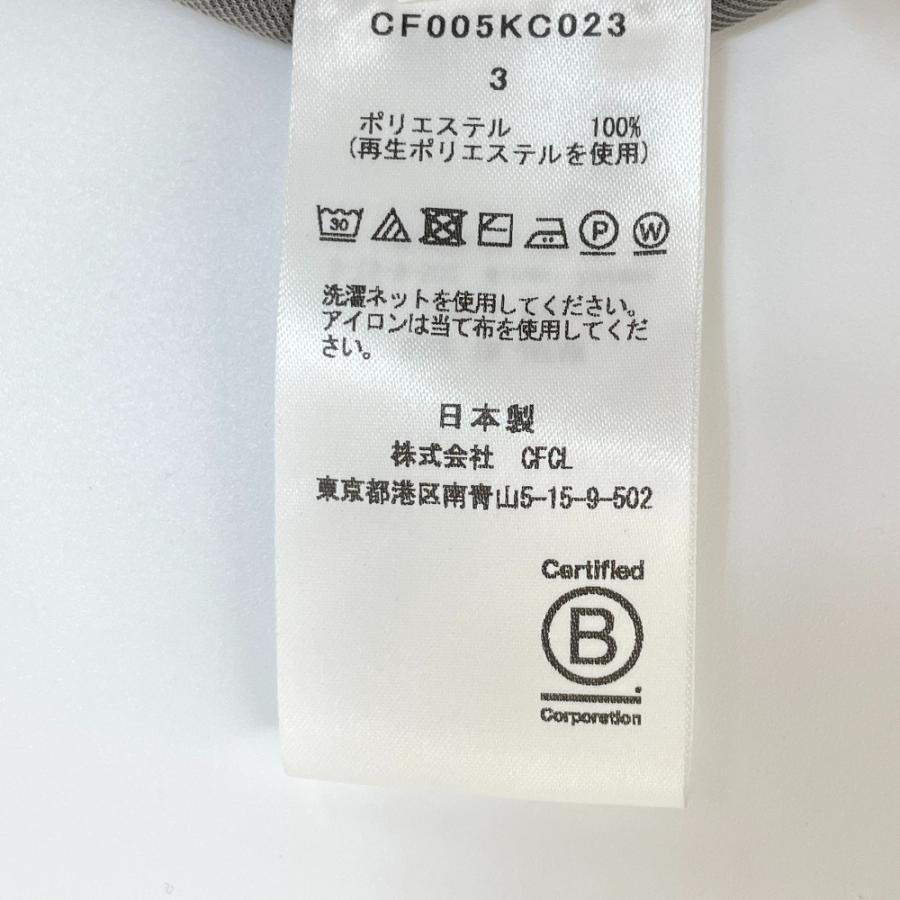 CF005KC023
3
ポリエステル 100%
(再生ポリエステルを使用)
30 P W
洗濯ネットを使用してください。
アイロンは当て布を使用してくだ
さい。
日本製
株式会社 CFCL
東京都港区南青山5-15-9-502
Certified
B
Corporation